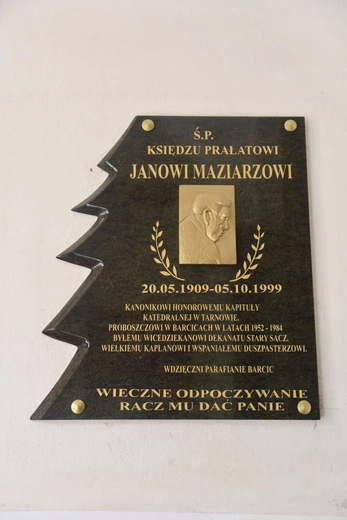 Ś.P.
KSIĘDZU PRAŁATOWI
JANOWI MAZIARZOWI
20.05.1909-05.10.1999
KANONIKOWI HONOROWEMU KAPITUŁY
KATEDRALNEJ W TARNOWIE.
PROBOSZCZOWI W BARCICACH W LATACH 1952 - 1984
BYŁEMU WICEDZIEKANOWI DEKANATU STARY SĄCZ.
WIELKIEMU KAPŁANOWI I WSPANIAŁEMU DUSZPASTERZOWI.
WDZIĘCZNI PARAFIANIE BARCIC
WIECZNE ODPOCZYWANIE
RACZ MU DAĆ PANIE